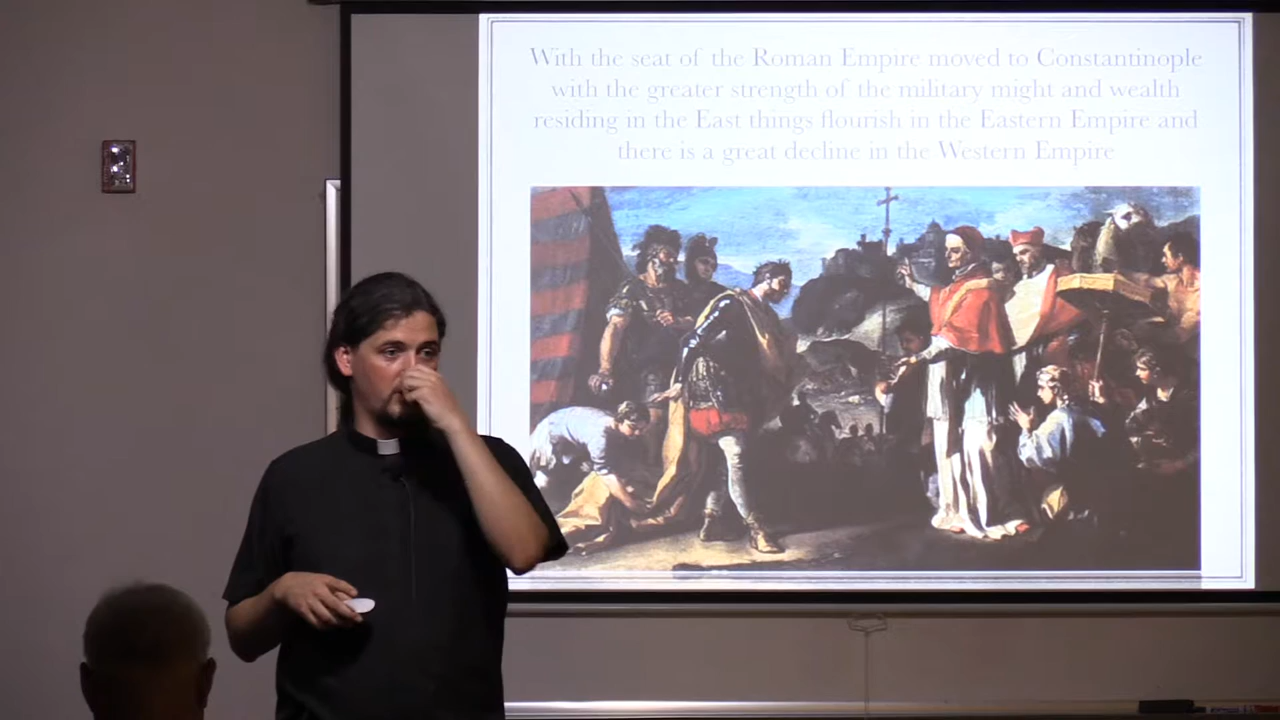 With the seat of the Roman Empire moved to Constantinople
with the greater strength of the military might and wealth
residing in the East things flourish in the Eastern Empire and
there is a great decline in the Western Empire